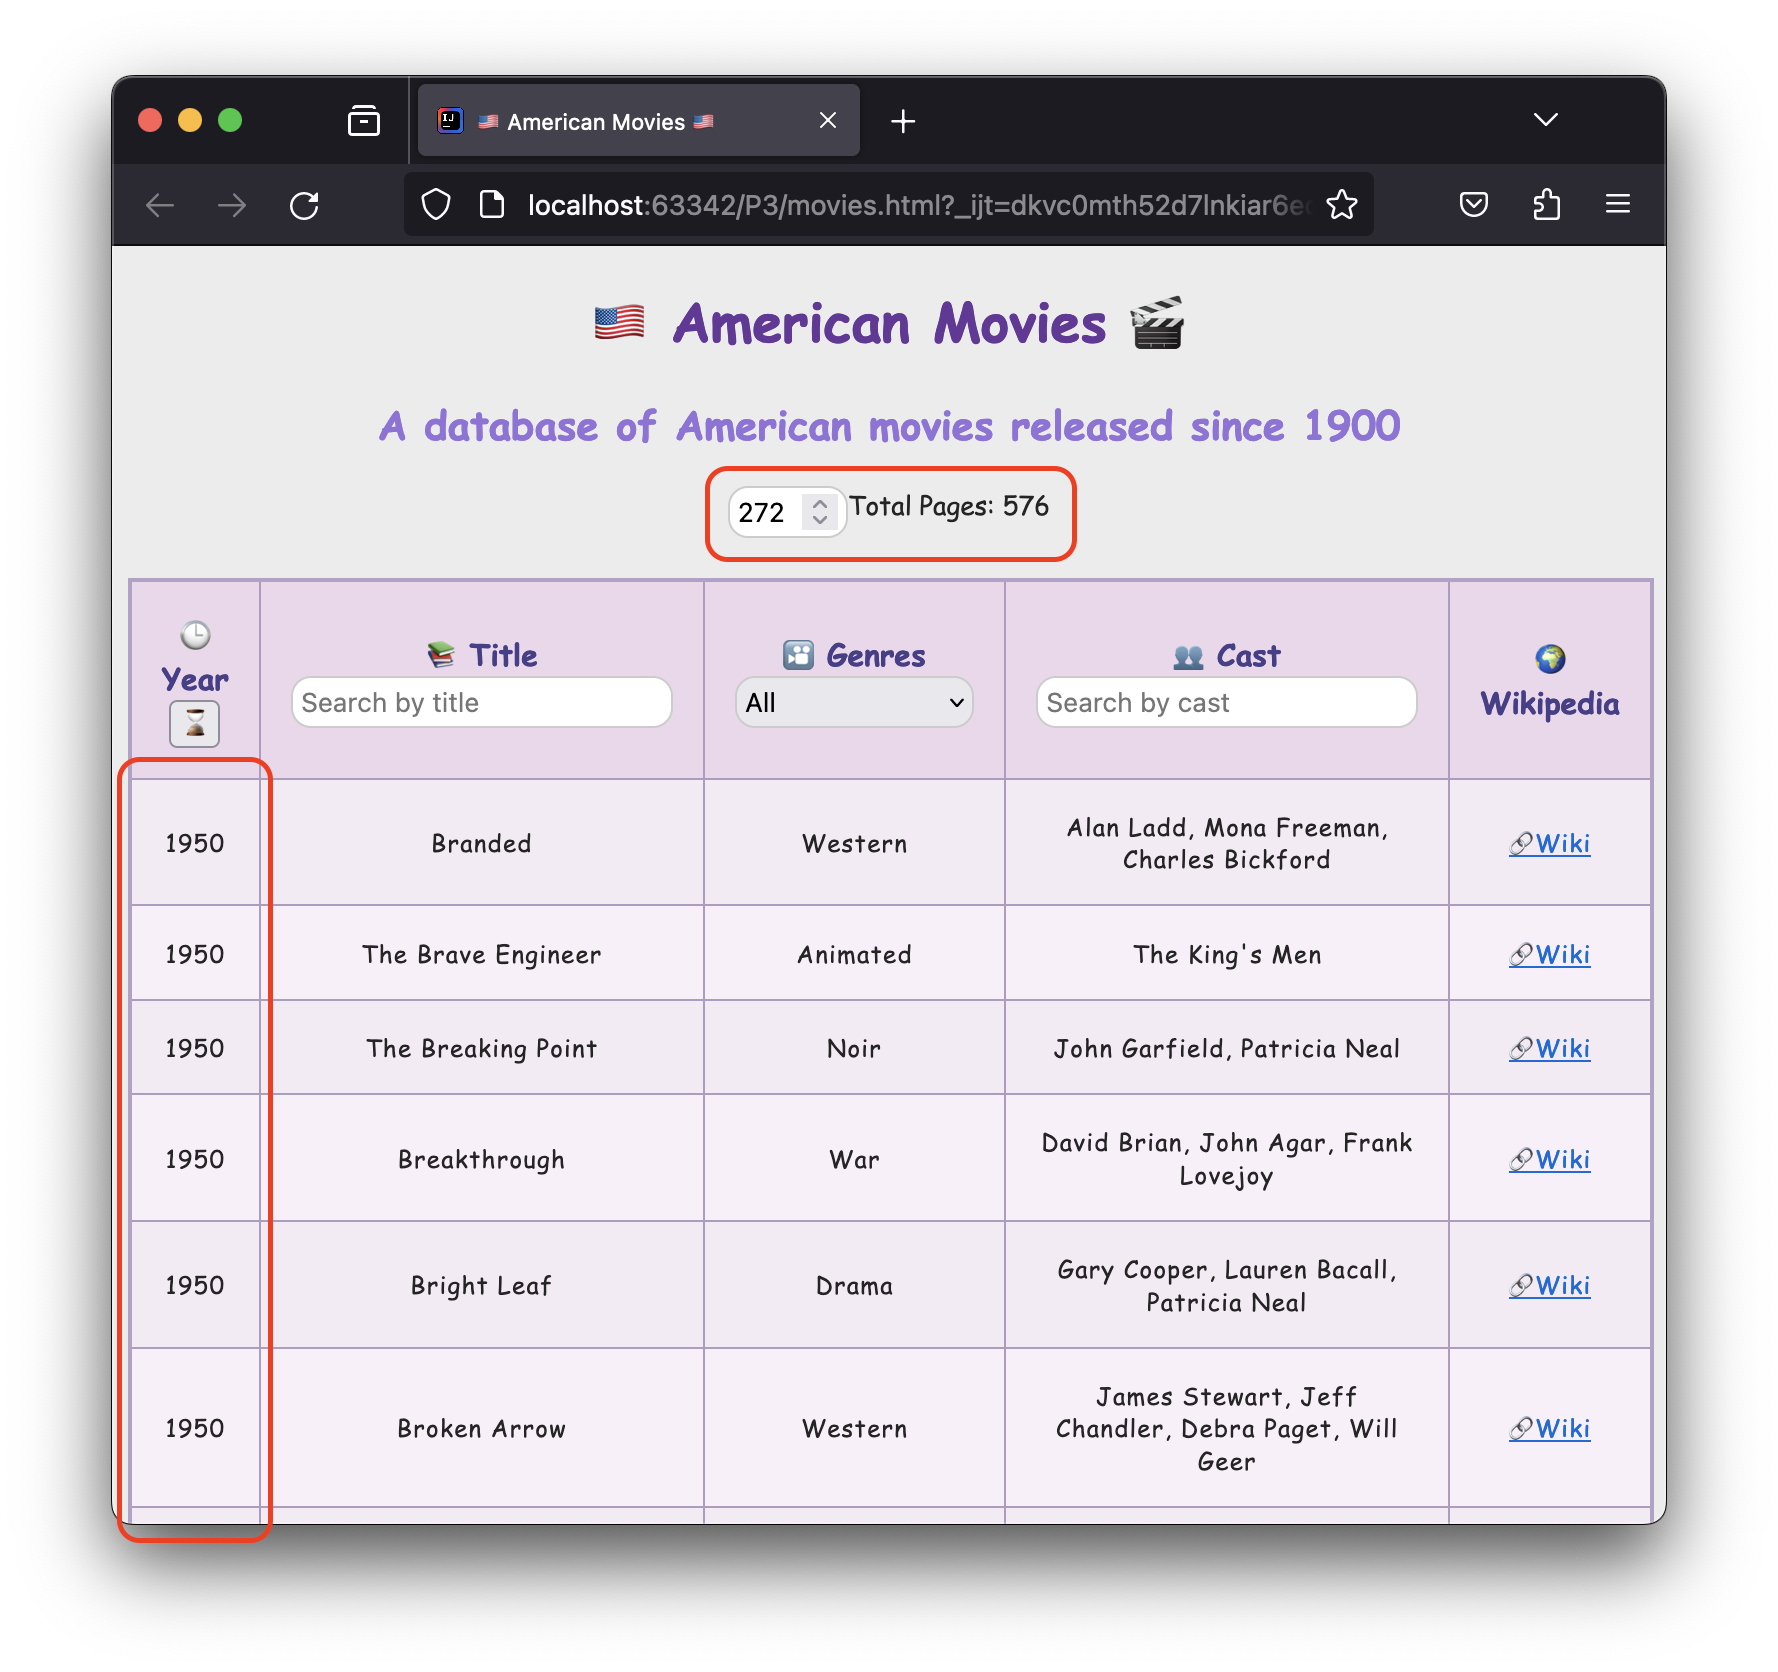 American Movies
localhost:63342/P3/movies.html?_ijt=dkvc0mth52d7lnkiar6e
American Movies
A database of American movies released since 1900
272 Total Pages: 576
Year
Title
Search by title
Genres
All
Cast
Search by cast
Wikipedia
1950 Branded Western Alan Ladd, Mona Freeman,
Charles Bickford Wiki
1950 The Brave Engineer Animated The King's Men Wiki
1950 The Breaking Point Noir John Garfield, Patricia Neal Wiki
1950 Breakthrough War David Brian, John Agar, Frank
Lovejoy Wiki
1950 Bright Leaf Drama Gary Cooper, Lauren Bacall,
Patricia Neal Wiki
1950 Broken Arrow Western James Stewart, Jeff
Chandler, Debra Paget, Will
Geer Wiki